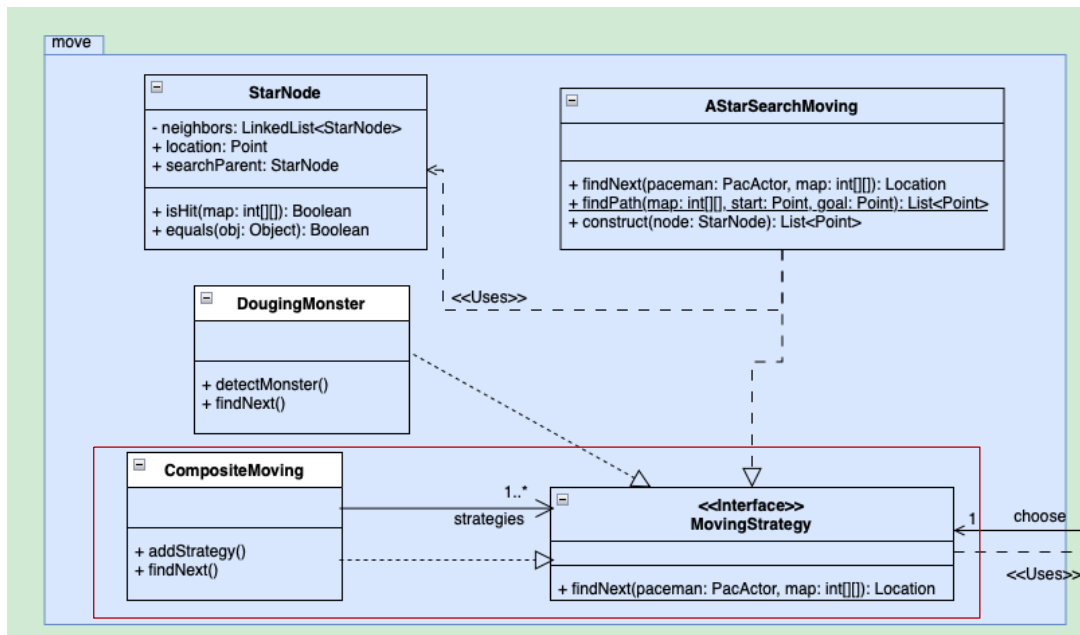 move
StarNode
- neighbors: LinkedList<StarNode>
+ location: Point
+ searchParent: StarNode
+ isHit(map: int[][]): Boolean
+ equals(obj: Object): Boolean
AStarSearchMoving
+ findNext(paceman: PacActor, map: int[][]): Location
+ findPath(map: int[][], start: Point, goal: Point): List<Point>
+ construct(node: StarNode): List<Point>
<<Uses>>
DougingMonster
+ detectMonster()
+ findNext()
CompositeMoving
+ addStrategy()
+ findNext()
1..*
strategies
<<Interface>>
MovingStrategy
+ findNext(paceman: PacActor, map: int[][]): Location
1
choose
<<Uses>>